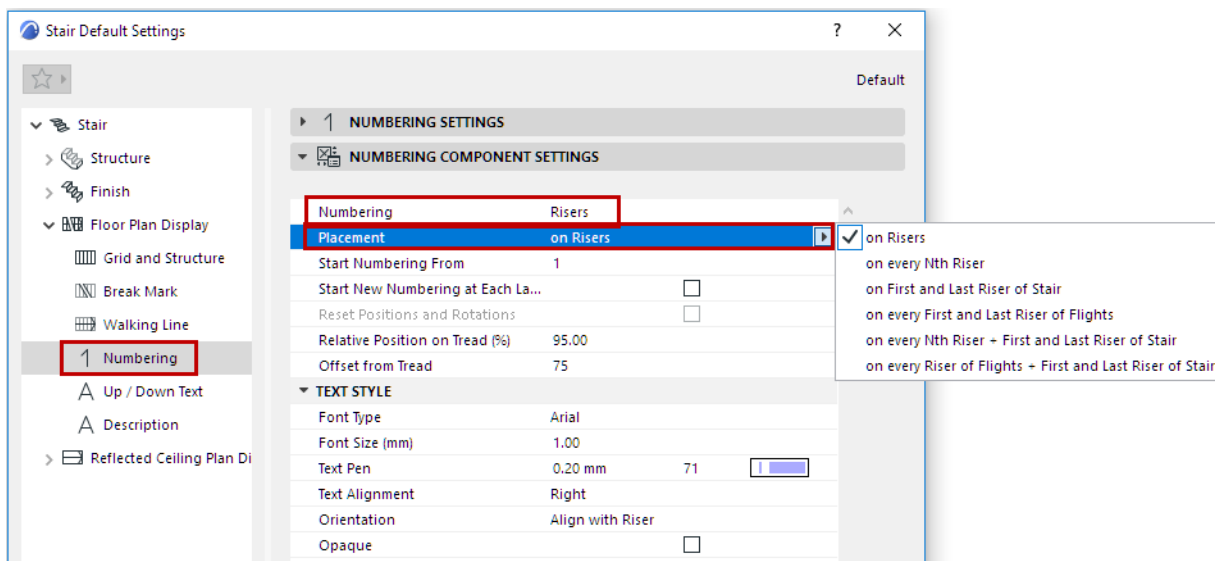 Stair Default Settings ?
Default
Stair
Structure
Finish
Floor Plan Display
Grid and Structure
Break Mark
Walking Line
1 Numbering
A Up / Down Text
A Description
Reflected Ceiling Plan Di
1 NUMBERING SETTINGS
NUMBERING COMPONENT SETTINGS
Numbering Risers
Placement on Risers
Start Numbering From 1
Start New Numbering at Each La...
Reset Positions and Rotations
Relative Position on Tread (%) 95.00
Offset from Tread 75
TEXT STYLE
Font Type Arial
Font Size (mm) 1.00
Text Pen 0.20 mm 71
Text Alignment Right
Orientation Align with Riser
Opaque
on Risers
on every Nth Riser
on First and Last Riser of Stair
on every First and Last Riser of Flights
on every Nth Riser + First and Last Riser of Stair
on every Riser of Flights + First and Last Riser of Stair